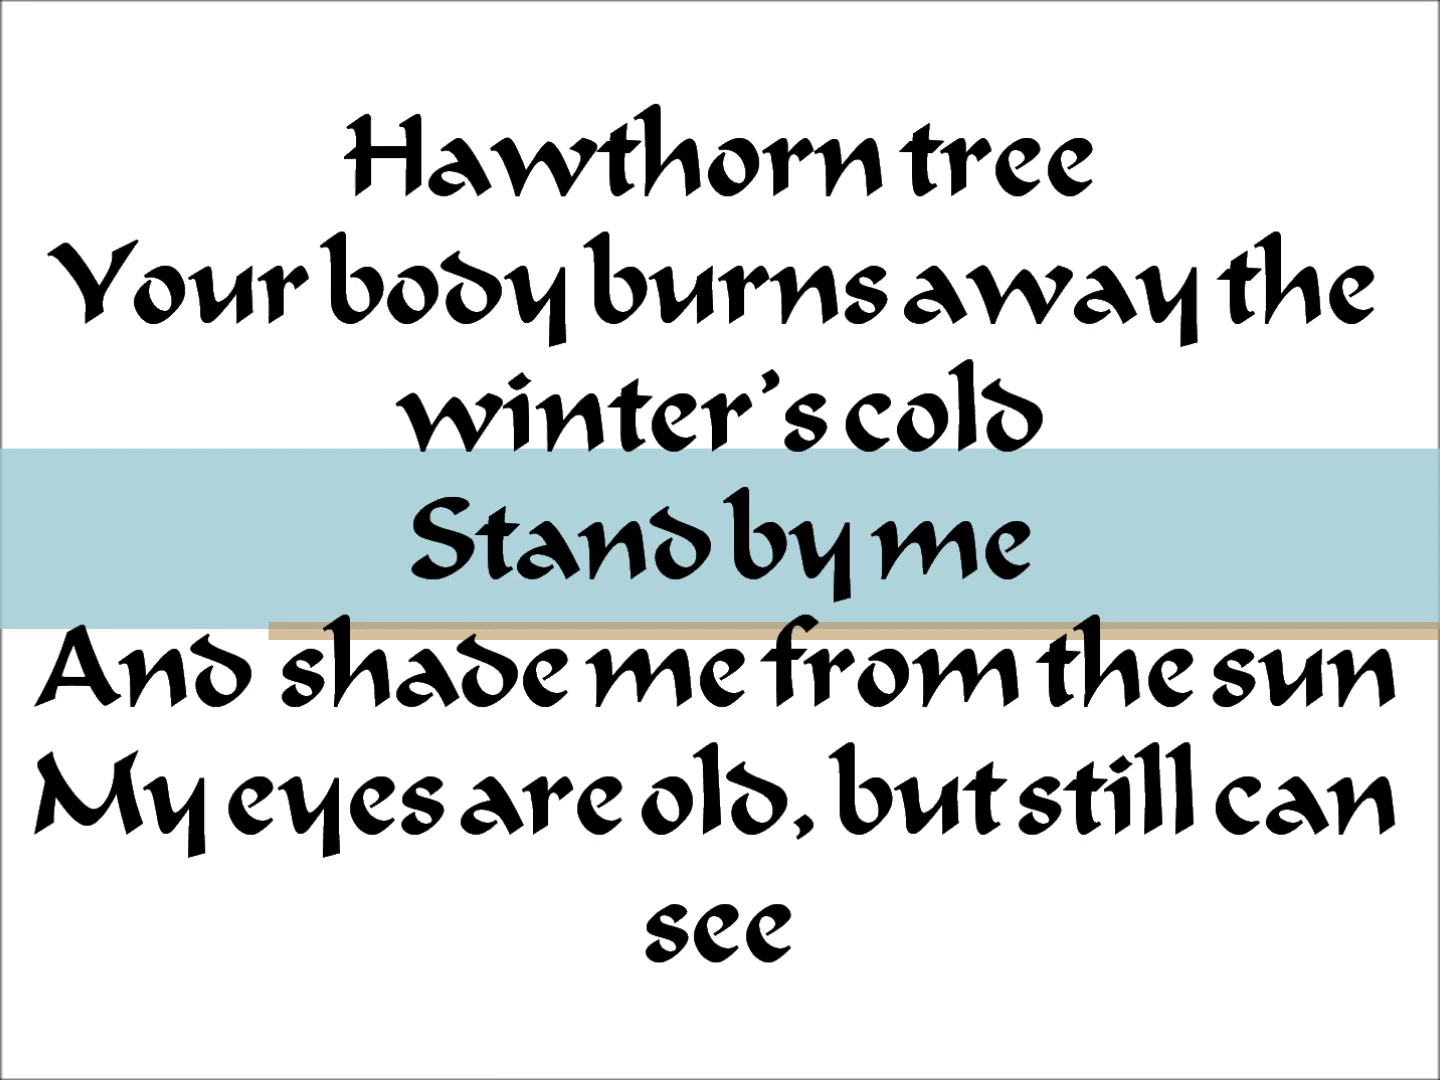 Hawthorn tree
Your body burns away the
winter’s cold
Stand by me
And shade me from the sun
My eyes are old, but still can
see